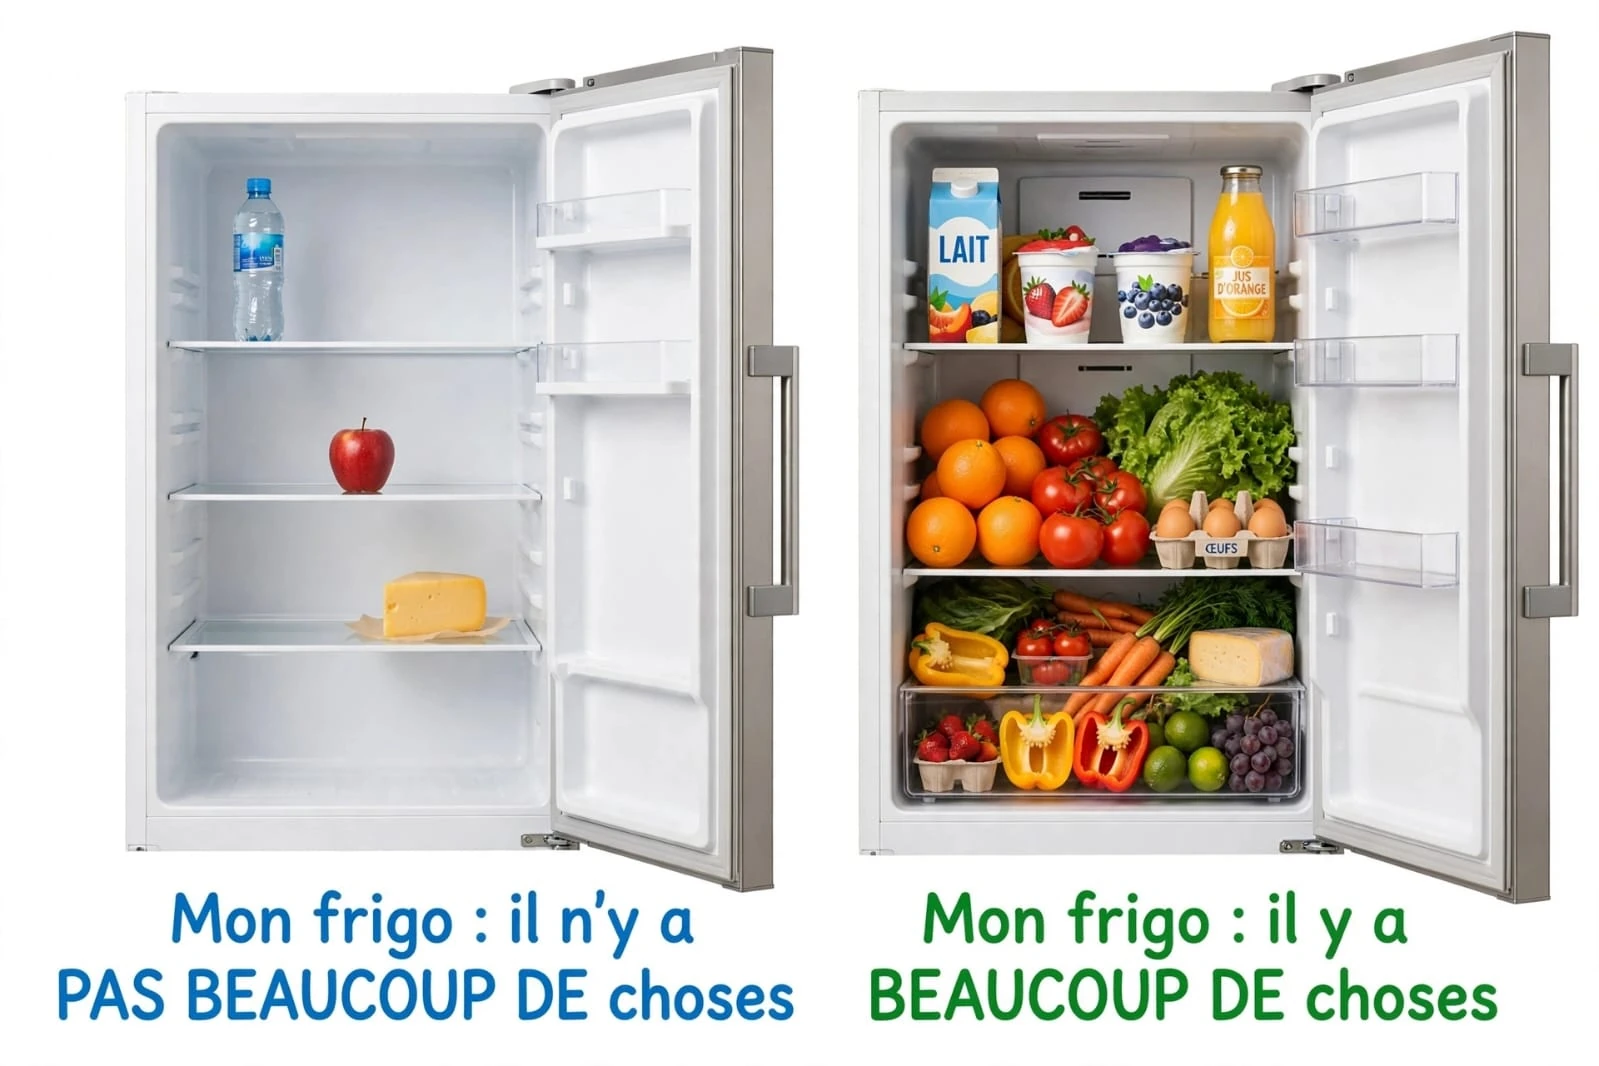 LAIT
JUS
D'ORANGE
ŒUFS
Mon frigo : il n'y a
PAS BEAUCOUP DE choses
Mon frigo : il y a
BEAUCOUP DE choses